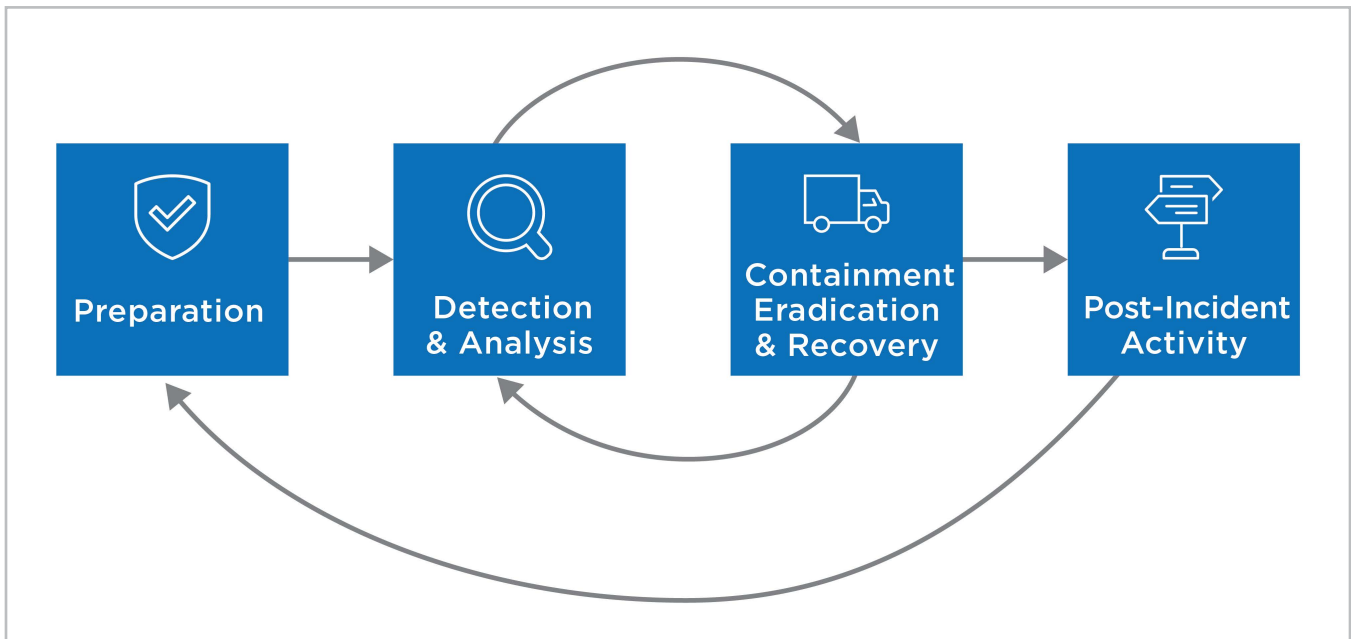 Preparation
Detection
& Analysis
Containment
Eradication
& Recovery
Post-Incident
Activity